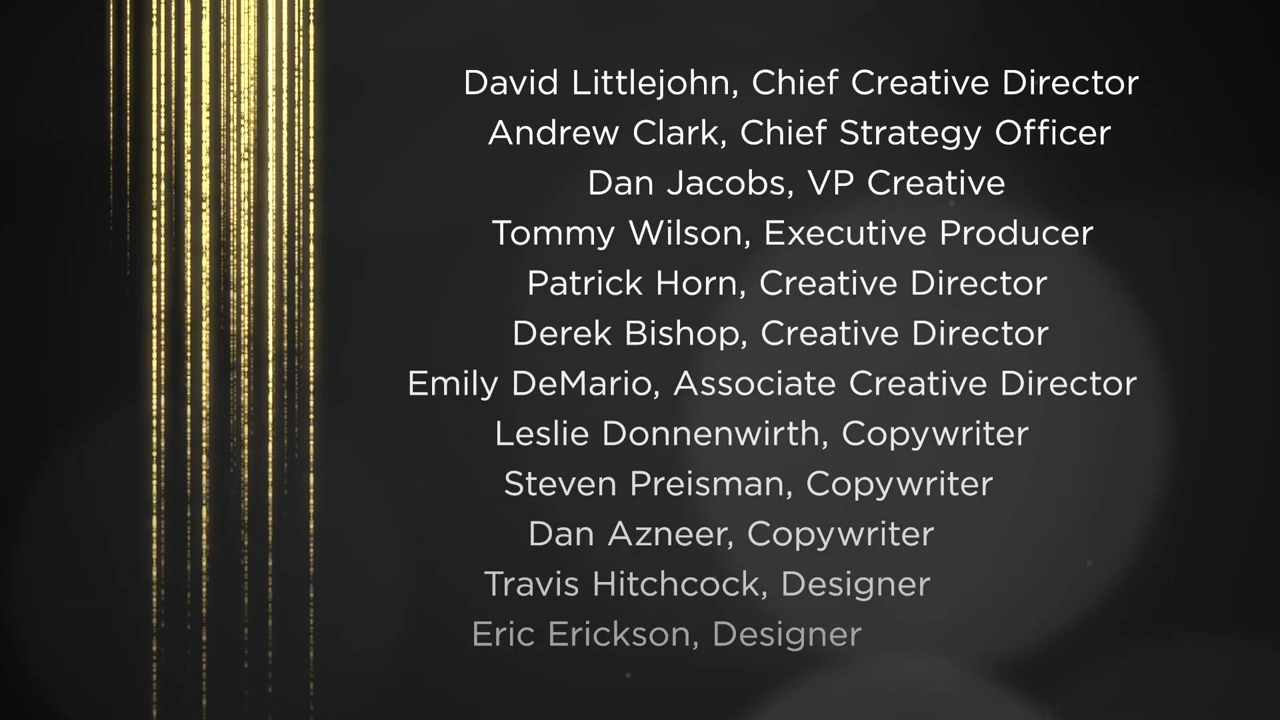 David Littlejohn, Chief Creative Director
Andrew Clark, Chief Strategy Officer
Dan Jacobs, VP Creative
Tommy Wilson, Executive Producer
Patrick Horn, Creative Director
Derek Bishop, Creative Director
Emily DeMario, Associate Creative Director
Leslie Donnenwirth, Copywriter
Steven Preisman, Copywriter
Dan Azneer, Copywriter
Travis Hitchcock, Designer
Eric Erickson, Designer